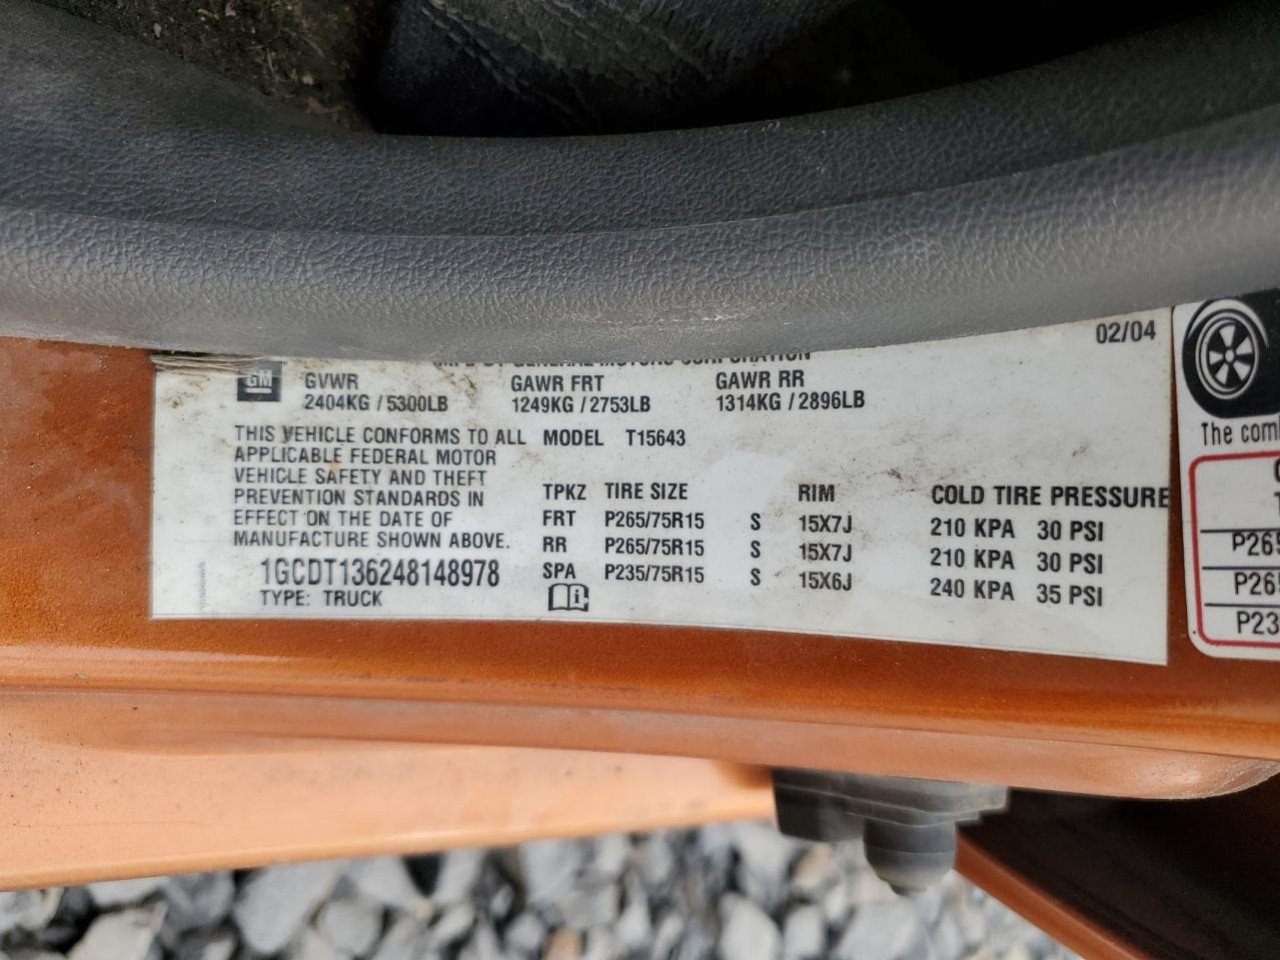 02/04
GENERAL MOTORS CORPORATION
GM
GVWR GAWR FRT GAWR RR
2404KG / 5300LB 1249KG / 2753LB 1314KG / 2896LB
THIS VEHICLE CONFORMS TO ALL
APPLICABLE FEDERAL MOTOR
VEHICLE SAFETY AND THEFT
PREVENTION STANDARDS IN
EFFECT ON THE DATE OF
MANUFACTURE SHOWN ABOVE.
1GCDT136248148978
TYPE: TRUCK
MODEL T15643
TPKZ TIRE SIZE RIM COLD TIRE PRESSURE
FRT P265/75R15 S 15X7J 210 KPA 30 PSI
RR P265/75R15 S 15X7J 210 KPA 30 PSI
SPA P235/75R15 S 15X6J 240 KPA 35 PSI
The
P265
P265
P23